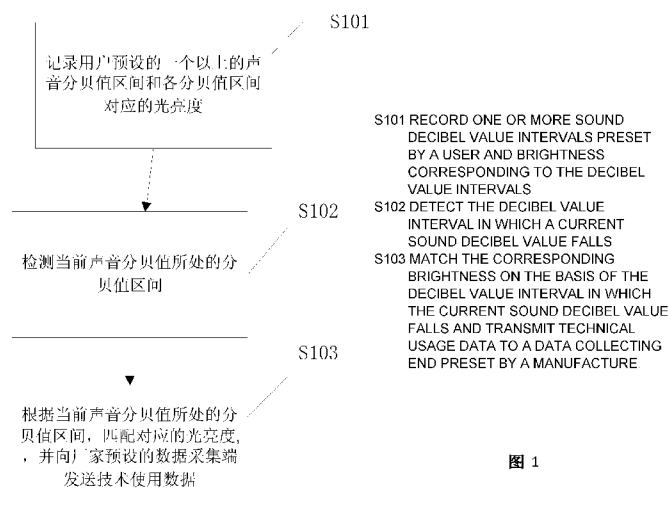 S101
记录用户预设的一个以上的声
音分贝值区间和各分贝值区间
对应的光亮度
S102
检测当前声音分贝值所处的分
贝值区间
S103
根据当前声音分贝值所处的分
贝值区间，匹配对应的光亮度,
，并向厂家预设的数据采集端
发送技术使用数据
S101 RECORD ONE OR MORE SOUND
DECIBEL VALUE INTERVALS PRESET
BY A USER AND BRIGHTNESS
CORRESPONDING TO THE DECIBEL
VALUE INTERVALS
S102 DETECT THE DECIBEL VALUE
INTERVAL IN WHICH A CURRENT
SOUND DECIBEL VALUE FALLS
S103 MATCH THE CORRESPONDING
BRIGHTNESS ON THE BASIS OF THE
DECIBEL VALUE INTERVAL IN WHICH
THE CURRENT SOUND DECIBEL VALUE
FALLS AND TRANSMIT TECHNICAL
USAGE DATA TO A DATA COLLECTING
END PRESET BY A MANUFACTURE
图 1